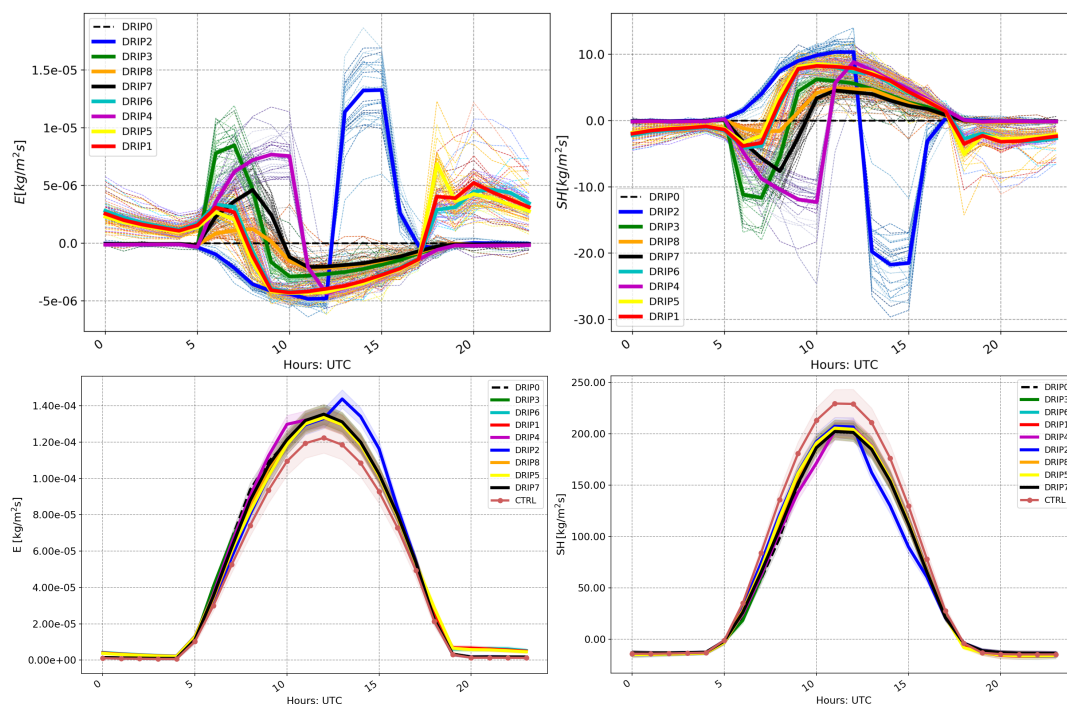 E[kg/m²s]
1.5e-05
1e-05
5e-06
0.0
-5e-06
DRIP0
DRIP2
DRIP3
DRIP8
DRIP7
DRIP6
DRIP4
DRIP5
DRIP1
0
5
10
15
20
Hours: UTC
SH[kg/m²s]
10.0
0.0
-10.0
-20.0
-30.0
DRIP0
DRIP2
DRIP3
DRIP8
DRIP7
DRIP6
DRIP4
DRIP5
DRIP1
0
5
10
15
20
Hours: UTC
E [kg/m²s]
1.40e-04
1.20e-04
1.00e-04
8.00e-05
6.00e-05
4.00e-05
2.00e-05
0.00e+00
DRIP0
DRIP3
DRIP6
DRIP1
DRIP4
DRIP2
DRIP8
DRIP5
DRIP7
CTRL
0
5
10
15
20
Hours: UTC
SH [kg/m²s]
250.00
200.00
150.00
100.00
50.00
0.00
DRIP0
DRIP3
DRIP6
DRIP1
DRIP4
DRIP2
DRIP8
DRIP5
DRIP7
CTRL
0
5
10
15
20
Hours: UTC